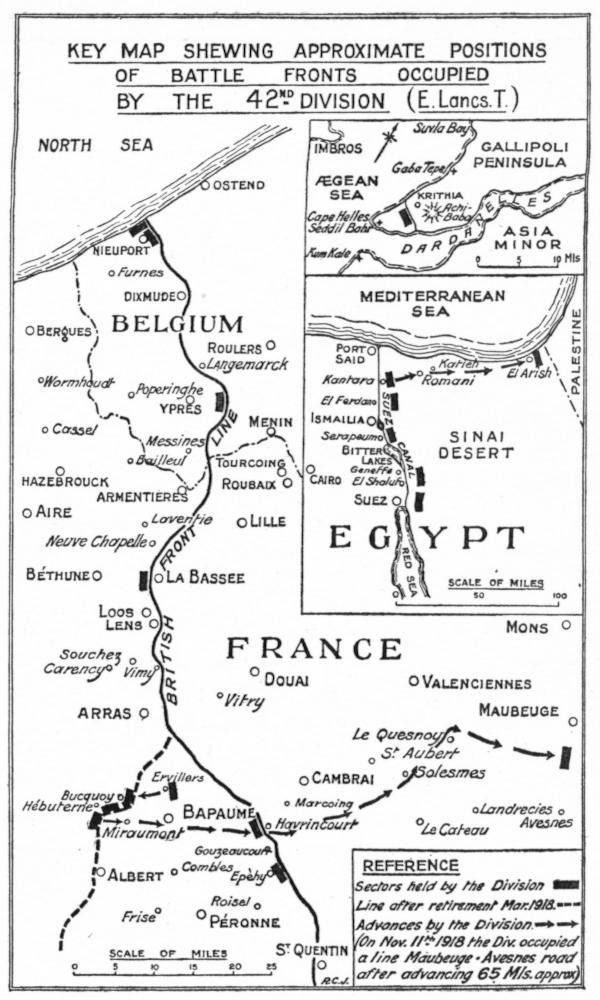 KEY MAP SHEWING APPROXIMATE POSITIONS
OF BATTLE FRONTS OCCUPIED
BY THE 42ND DIVISION (E. Lancs. T.)
NORTH SEA
OSTEND
NIEUPORT
Furnes
DIXMUDE
BELGIUM
BERGUES
ROULERS
Langemarck
Wormhoudt
Poperinghe
YPRES
Cassel
MENIN
Messines
Bailleul
TOURCOING
HAZEBROUCK
ROUBAIX
ARMENTIÈRES
AIRE
Laventie
LILLE
Neuve Chapelle
BÉTHUNE
LA BASSEE
LOOS
LENS
BRITISH FRONT LINE
Souchez
Carency
Vimy
FRANCE
DOUAI
Vitry
ARRAS
MONS
VALENCIENNES
MAUBEUGE
Le Quesnoy
St Aubert
Solesmes
CAMBRAI
Marcoing
Havrincourt
Landrecies
Avesnes
Le Cateau
Ervillers
Bucquoy
Hébuterne
BAPAUME
Miraumont
Gouzeaucourt
ALBERT
Combles
Epèhy
Roisel
Frise
PÉRONNE
ST QUENTIN
SCALE OF MILES
0 5 10 15 20 25
R.C.J.
IMBROS
Suvla Bay
GALLIPOLI
PENINSULA
Gaba Tepe
ÆGEAN
SEA
KRITHIA
Achi-
Baba
Cape Helles
Seddil Bahr
DARDANELLES
ASIA
MINOR
Kum Kale
0 5 10 Mls
MEDITERRANEAN
SEA
PORT
SAID
PALESTINE
Katieh
Kantara
Romani
El Arish
El Ferdan
ISMAILIA
SUEZ CANAL
Serapeum
SINAI
DESERT
BITTER
LAKES
CAIRO
Geneffe
El Shaluf
SUEZ
EGYPT
RED SEA
SCALE OF MILES
0 50 100
REFERENCE
Sectors held by the Division
Line after retirement Mar. 1918.
Advances by the Division.
(On Nov. 11th 1918 the Div. occupied
a line Maubeuge - Avesnes road
after advancing 65 Mls. approx)